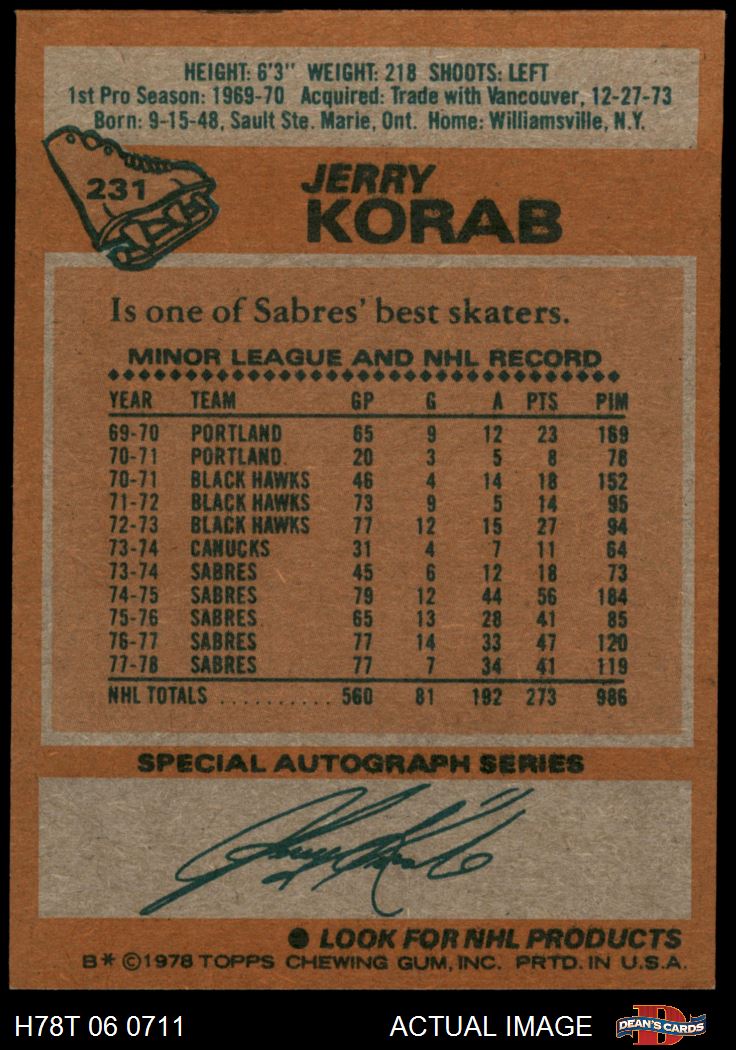 HEIGHT: 6'3" WEIGHT: 218 SHOOTS: LEFT
1st Pro Season: 1969-70 Acquired: Trade with Vancouver, 12-27-73
Born: 9-15-48, Sault Ste. Marie, Ont. Home: Williamsville, N.Y.
231
JERRY
KORAB
Is one of Sabres' best skaters.
MINOR LEAGUE AND NHL RECORD
YEAR TEAM GP G A PTS PIM
69-70 PORTLAND 65 9 12 23 169
70-71 PORTLAND 20 3 5 8 78
70-71 BLACK HAWKS 46 4 14 18 152
71-72 BLACK HAWKS 73 9 5 14 95
72-73 BLACK HAWKS 77 12 15 27 94
73-74 CANUCKS 31 4 7 11 64
73-74 SABRES 45 6 12 18 73
74-75 SABRES 79 12 44 56 184
75-76 SABRES 65 13 28 41 85
76-77 SABRES 77 14 33 47 120
77-78 SABRES 77 7 34 41 119
NHL TOTALS .......... 560 81 192 273 986
SPECIAL AUTOGRAPH SERIES
Jerry Korab
● LOOK FOR NHL PRODUCTS
B* ©1978 TOPPS CHEWING GUM, INC. PRTD. IN U.S.A.
H78T 06 0711 ACTUAL IMAGE D DEAN'S CARDS